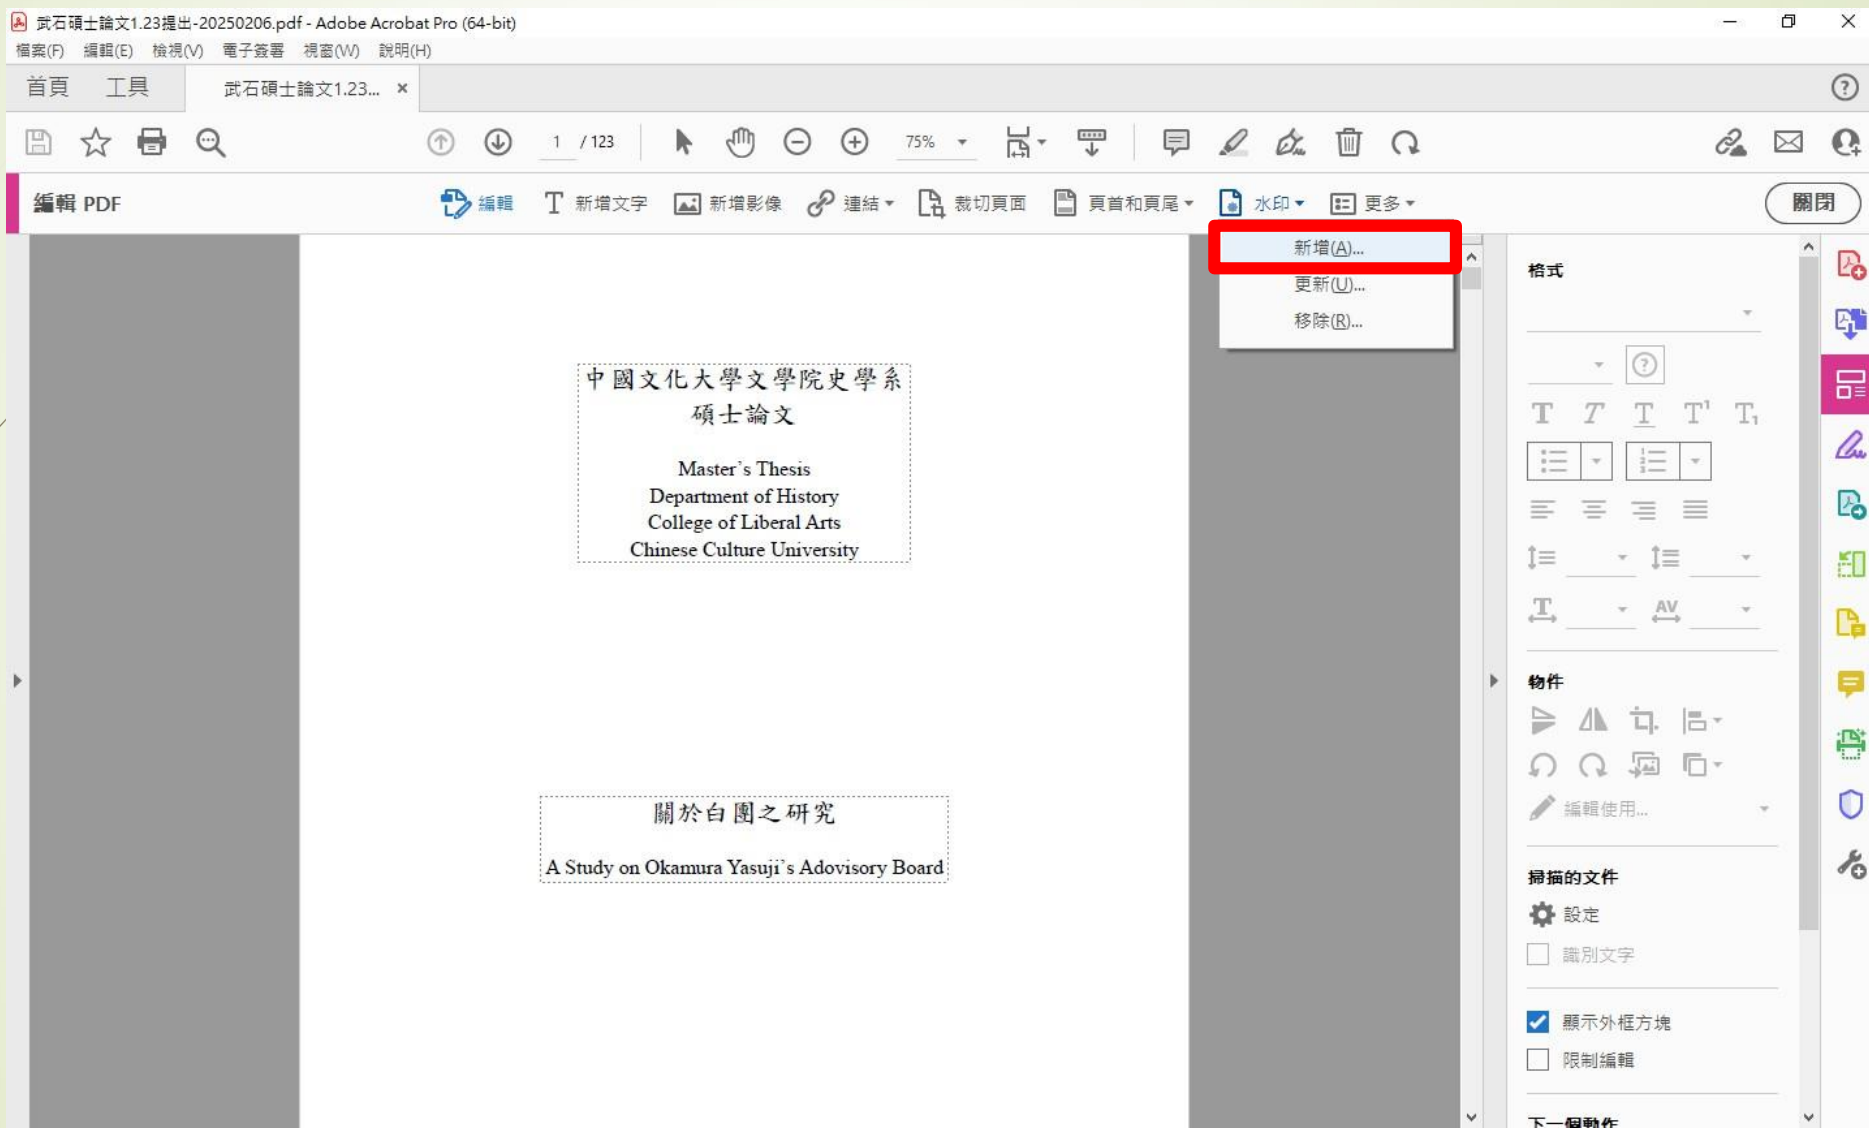 武石碩士論文1.23提出-20250206.pdf - Adobe Acrobat Pro (64-bit)
檔案(F) 編輯(E) 檢視(V) 電子簽署 視窗(W) 說明(H)
首頁 工具 武石碩士論文1.23... ×
1 / 123 75%
編輯 PDF 編輯 新增文字 新增影像 連結 裁切頁面 頁首和頁尾 水印 更多 關閉
新增(A)...
更新(U)...
移除(R)...
中國文化大學文學院史學系
碩士論文
Master's Thesis
Department of History
College of Liberal Arts
Chinese Culture University
關於白團之研究
A Study on Okamura Yasuji's Adovisory Board
格式
物件
編輯使用...
掃描的文件
設定
識別文字
顯示外框方塊
限制編輯
下一個動作